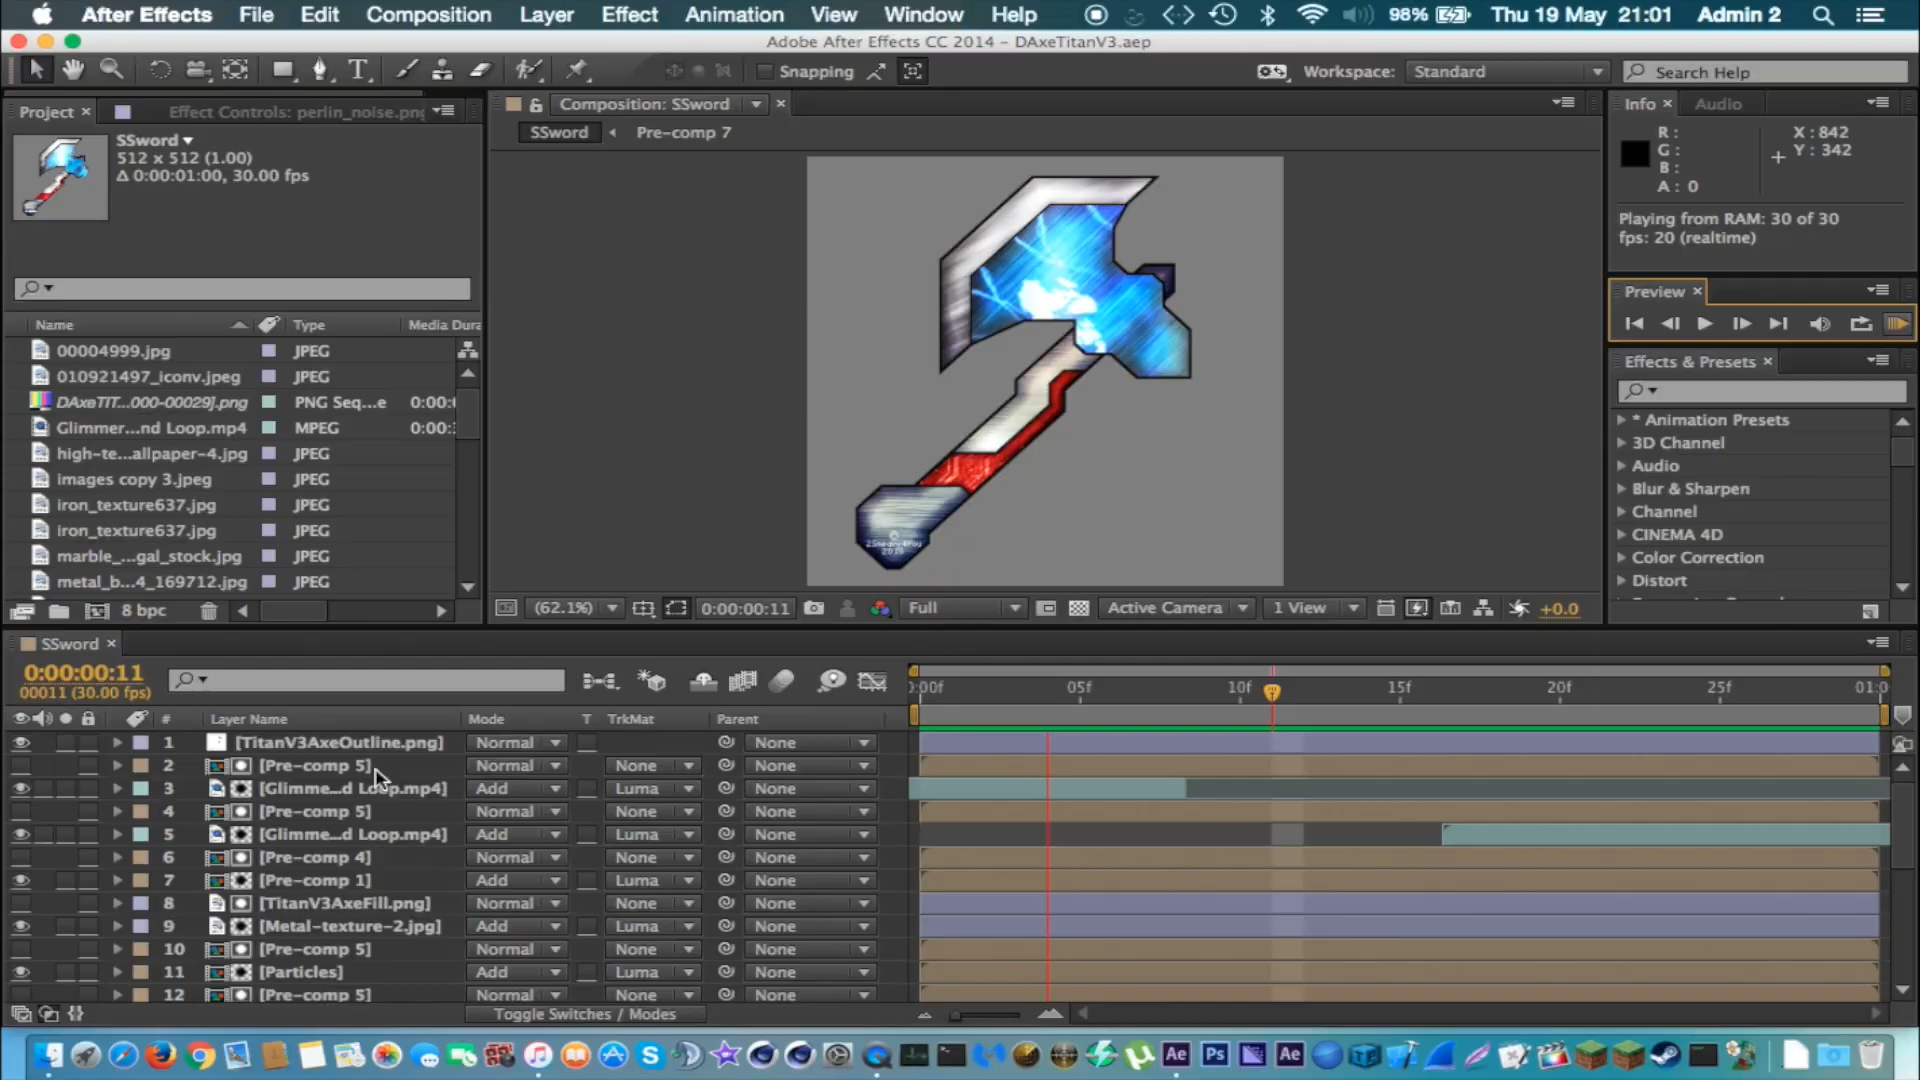 After Effects File Edit Composition Layer Effect Animation View Window Help 98% Thu 19 May 21:01 Admin 2
Adobe After Effects CC 2014 - DAxeTitanV3.aep
T Snapping Workspace: Standard Search Help
Project × Effect Controls: perlin_noise.png
SSword
512 x 512 (1.00)
Δ 0:00:01:00, 30.00 fps
Name Type Media Dura
00004999.jpg JPEG
010921497_iconv.jpeg JPEG
DAxeTIT...000-00029].png PNG Seq...e 0:00:
Glimmer...nd Loop.mp4 MPEG 0:00:
high-te...allpaper-4.jpg JPEG
images copy 3.jpeg JPEG
iron_texture637.jpg JPEG
iron_texture637.jpg JPEG
marble_...gal_stock.jpg JPEG
metal_b...4_169712.jpg JPEG
8 bpc
Composition: SSword ×
SSword Pre-comp 7
2015
(62.1%) 0:00:00:11 Full Active Camera 1 View +0.0
Info × Audio
R :
G :
B :
A : 0
X : 842
+ Y : 342
Playing from RAM: 30 of 30
fps: 20 (realtime)
Preview ×
Effects & Presets ×
* Animation Presets
3D Channel
Audio
Blur & Sharpen
Channel
CINEMA 4D
Color Correction
Distort
SSword ×
0:00:00:11
00011 (30.00 fps)
# Layer Name Mode T TrkMat Parent
1 [TitanV3AxeOutline.png] Normal None
2 [Pre-comp 5] Normal None None
3 [Glimme...d Loop.mp4] Add Luma None
4 [Pre-comp 5] Normal None None
5 [Glimme...d Loop.mp4] Add Luma None
6 [Pre-comp 4] Normal None None
7 [Pre-comp 1] Add Luma None
8 [TitanV3AxeFill.png] Normal None None
9 [Metal-texture-2.jpg] Add Luma None
10 [Pre-comp 5] Normal None None
11 [Particles] Add Luma None
12 [Pre-comp 5] Normal None None
Toggle Switches / Modes
):00f 05f 10f 15f 20f 25f 01:0
Ae Ps Ae